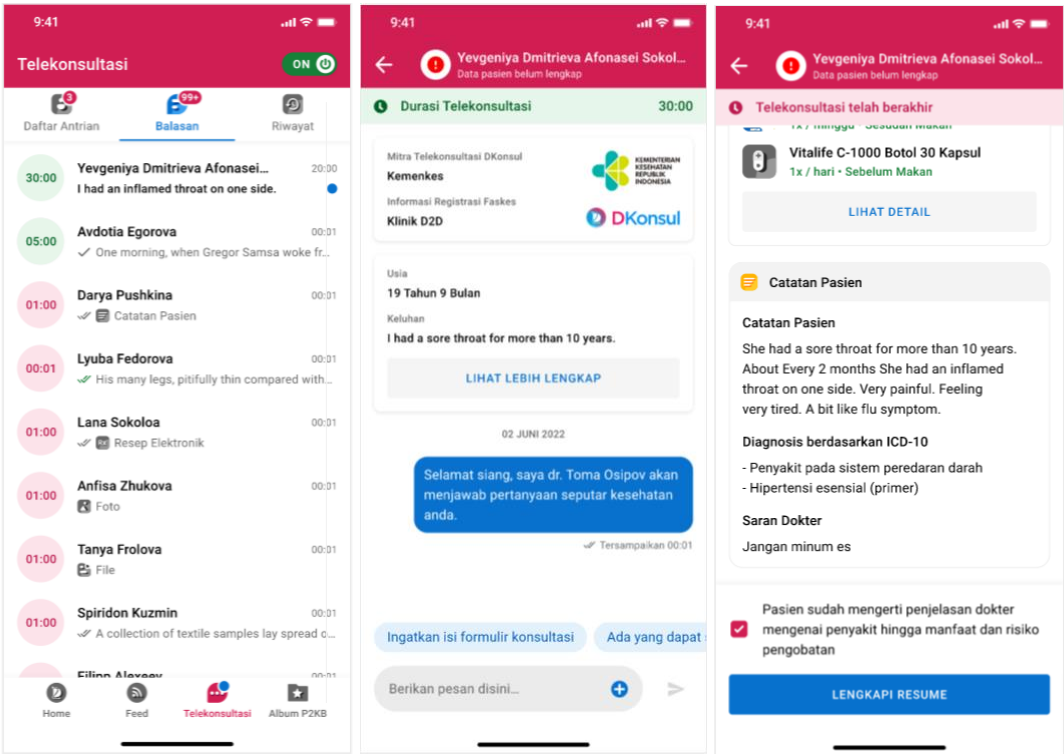 9:41
Telekonsultasi
ON
3
99+
Daftar Antrian
Balasan
Riwayat
30:00
Yevgeniya Dmitrieva Afonasei...
20:00
I had an inflamed throat on one side.
05:00
Avdotia Egorova
00:01
One morning, when Gregor Samsa woke fr...
01:00
Darya Pushkina
00:01
Catatan Pasien
00:01
Lyuba Fedorova
00:01
His many legs, pitifully thin compared with...
01:00
Lana Sokoloa
00:01
Resep Elektronik
01:00
Anfisa Zhukova
00:01
Foto
01:00
Tanya Frolova
00:01
File
01:00
Spiridon Kuzmin
00:01
A collection of textile samples lay spread o...
Filipp Alexeev
00:01
Home
Feed
Telekonsultasi
Album P2KB
9:41
Yevgeniya Dmitrieva Afonasei Sokol...
Data pasien belum lengkap
Durasi Telekonsultasi
30:00
Mitra Telekonsultasi DKonsul
Kemenkes
KEMENTERIAN
KESEHATAN
REPUBLIK
INDONESIA
Informasi Registrasi Faskes
Klinik D2D
DKonsul
Usia
19 Tahun 9 Bulan
Keluhan
I had a sore throat for more than 10 years.
LIHAT LEBIH LENGKAP
02 JUNI 2022
Selamat siang, saya dr. Toma Osipov akan
menjawab pertanyaan seputar kesehatan
anda.
Tersampaikan 00:01
Ingatkan isi formulir konsultasi
Ada yang dapat
Berikan pesan disini...
9:41
Yevgeniya Dmitrieva Afonasei Sokol...
Data pasien belum lengkap
Telekonsultasi telah berakhir
1x / minggu • Sesudah Makan
Vitalife C-1000 Botol 30 Kapsul
1x / hari • Sebelum Makan
LIHAT DETAIL
Catatan Pasien
Catatan Pasien
She had a sore throat for more than 10 years.
About Every 2 months She had an inflamed
throat on one side. Very painful. Feeling
very tired. A bit like flu symptom.
Diagnosis berdasarkan ICD-10
- Penyakit pada sistem peredaran darah
- Hipertensi esensial (primer)
Saran Dokter
Jangan minum es
Pasien sudah mengerti penjelasan dokter
mengenai penyakit hingga manfaat dan risiko
pengobatan
LENGKAPI RESUME